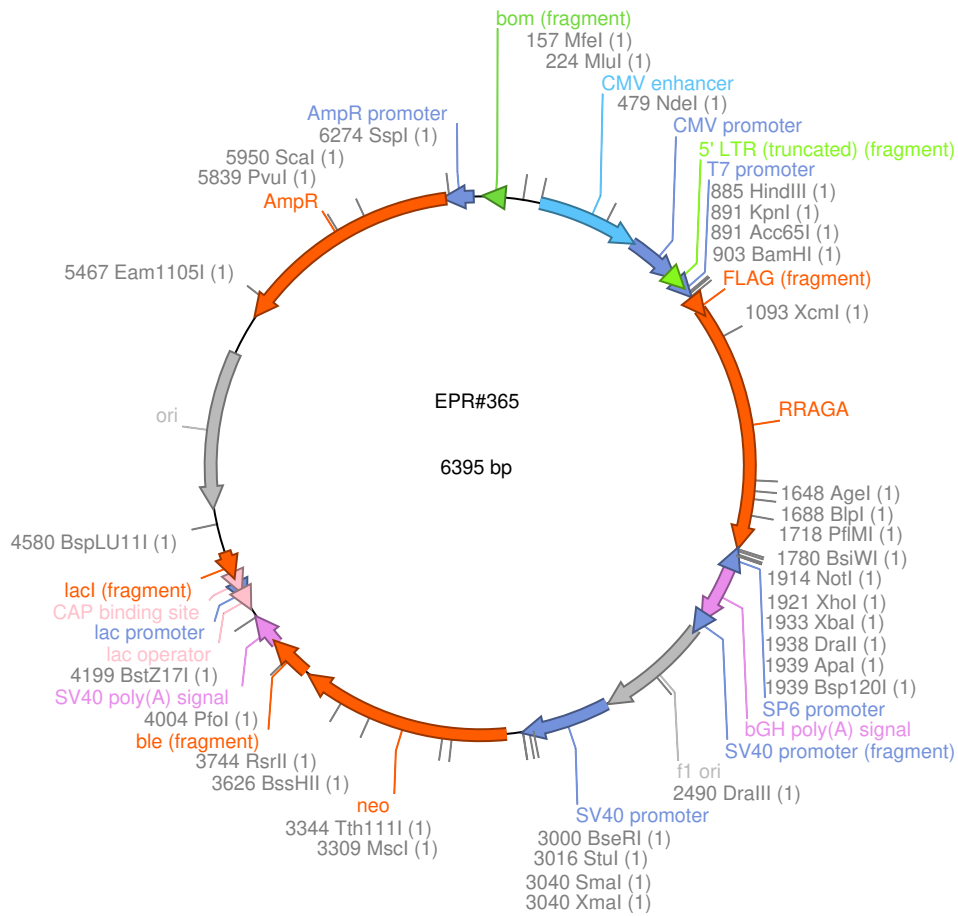 bom (fragment)
157 MfeI (1)
224 MluI (1)
CMV enhancer
479 NdeI (1)
CMV promoter
5' LTR (truncated) (fragment)
T7 promoter
885 HindIII (1)
891 KpnI (1)
891 Acc65I (1)
903 BamHI (1)
FLAG (fragment)
1093 XcmI (1)
RRAGA
1648 AgeI (1)
1688 BlpI (1)
1718 PflMI (1)
1780 BsiWI (1)
1914 NotI (1)
1921 XhoI (1)
1933 XbaI (1)
1938 DraII (1)
1939 ApaI (1)
1939 Bsp120I (1)
SP6 promoter
bGH poly(A) signal
SV40 promoter (fragment)
f1 ori
2490 DraIII (1)
SV40 promoter
3000 BseRI (1)
3016 StuI (1)
3040 SmaI (1)
3040 XmaI (1)
3309 MscI (1)
3344 Tth111I (1)
neo
3626 BssHII (1)
3744 RsrII (1)
ble (fragment)
4004 PfoI (1)
SV40 poly(A) signal
4199 BstZ17I (1)
lac operator
lac promoter
CAP binding site
lacI (fragment)
4580 BspLU11I (1)
ori
5467 Eam1105I (1)
AmpR
5839 PvuI (1)
5950 ScaI (1)
6274 SspI (1)
AmpR promoter
EPR#365
6395 bp